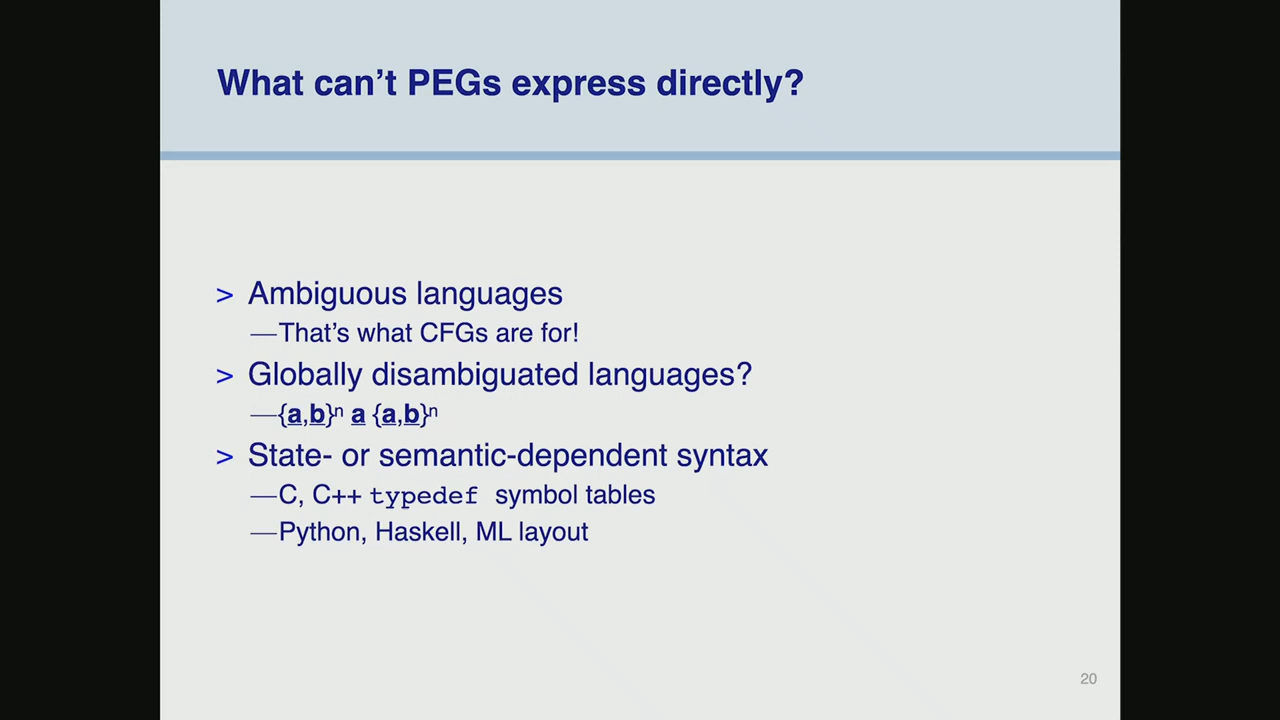 What can’t PEGs express directly?
> Ambiguous languages
—That’s what CFGs are for!
> Globally disambiguated languages?
—{a,b}ⁿ a {a,b}ⁿ
> State- or semantic-dependent syntax
—C, C++ typedef symbol tables
—Python, Haskell, ML layout
20